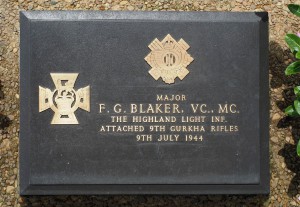 MAJOR
F. G. BLAKER, VC., MC.
THE HIGHLAND LIGHT INF.
ATTACHED 9TH GURKHA RIFLES
9TH JULY 1944